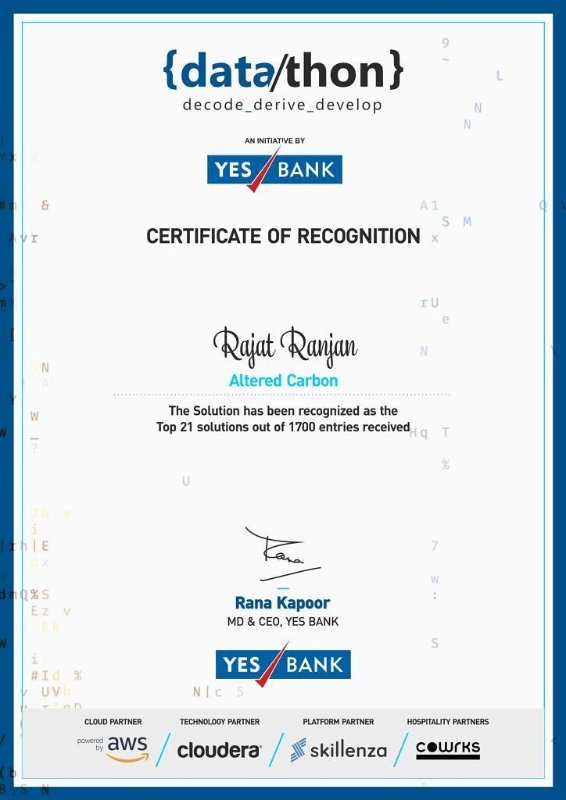 {data/thon}
decode_derive_develop
AN INITIATIVE BY
YES BANK
CERTIFICATE OF RECOGNITION
Rajat Ranjan
Altered Carbon
The Solution has been recognized as the
Top 21 solutions out of 1700 entries received
Rana
Rana Kapoor
MD & CEO, YES BANK
YES BANK
CLOUD PARTNER TECHNOLOGY PARTNER PLATFORM PARTNER HOSPITALITY PARTNERS
powered by aws cloudera skillenza COWRKS